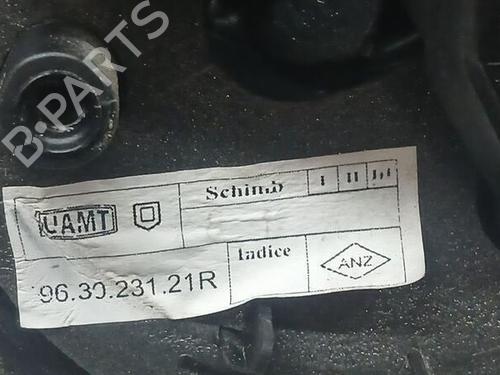 B-PARTS
UAMT
Schimb I II III
Indice
96.30.231.21R
ANZ